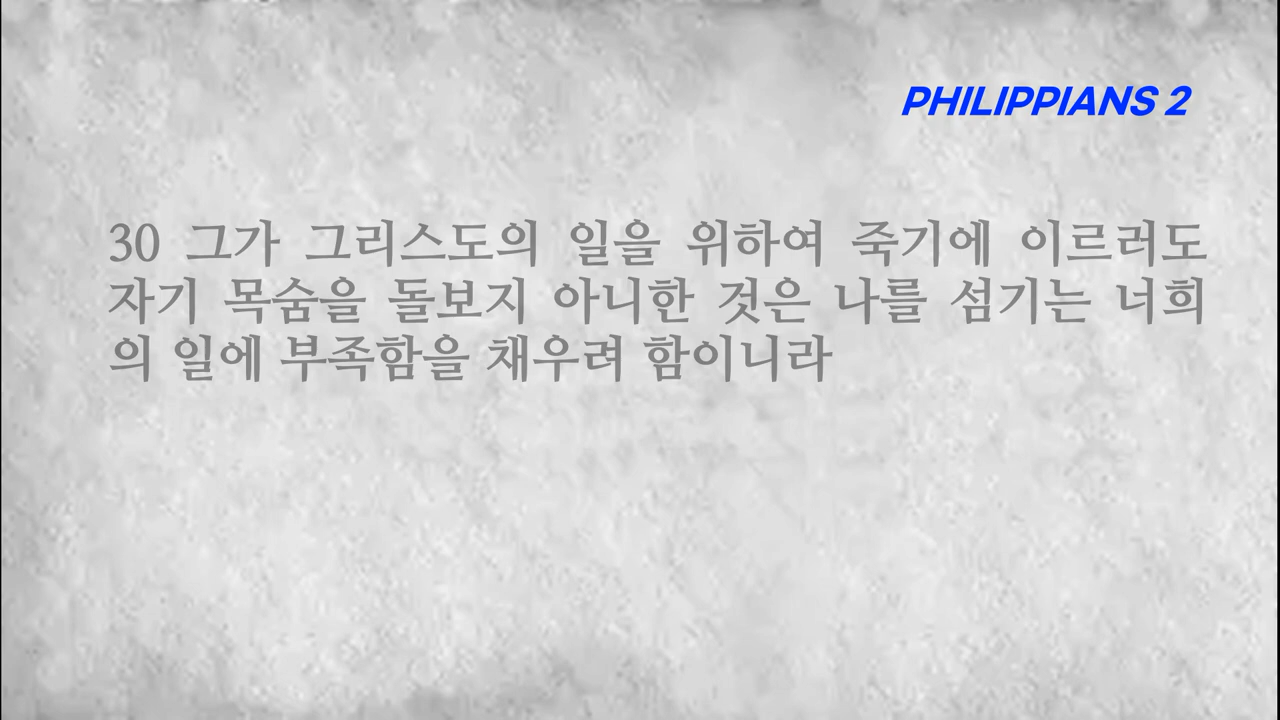 PHILIPPIANS 2
30 그가 그리스도의 일을 위하여 죽기에 이르러도
자기 목숨을 돌보지 아니한 것은 나를 섬기는 너희
의 일에 부족함을 채우려 함이니라